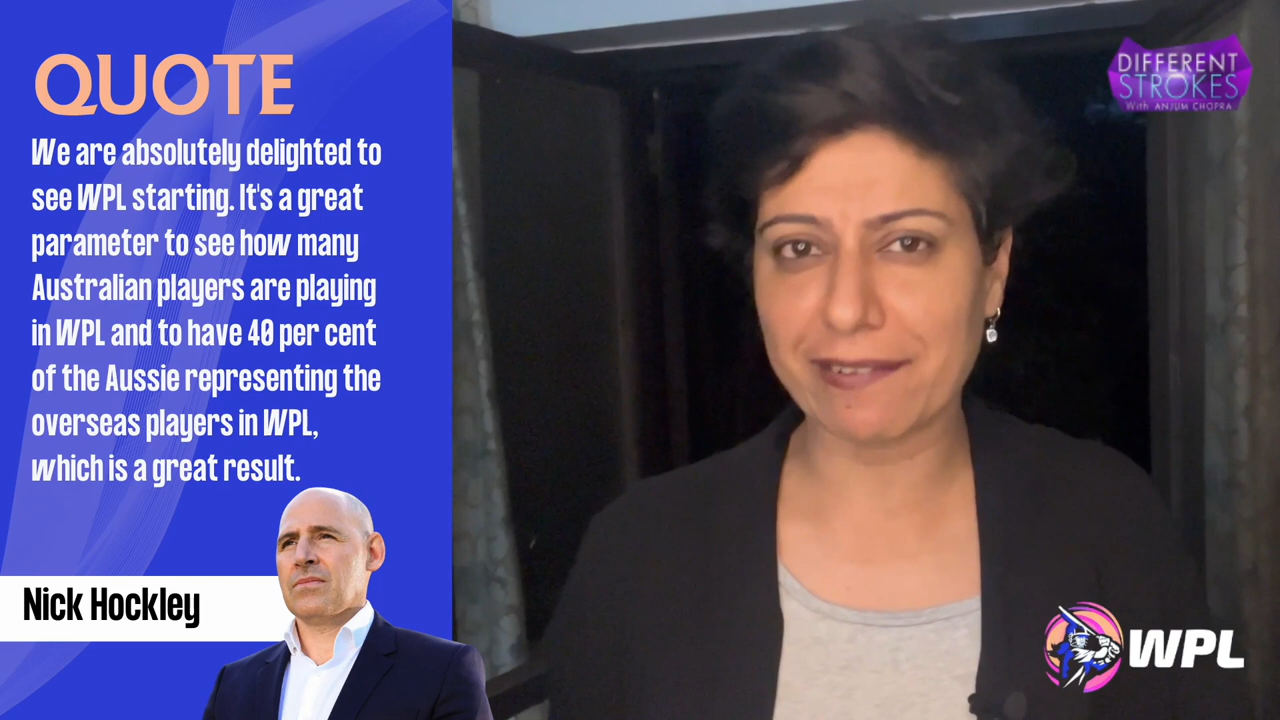 QUOTE
We are absolutely delighted to
see WPL starting. It's a great
parameter to see how many
Australian players are playing
in WPL and to have 40 per cent
of the Aussie representing the
overseas players in WPL,
which is a great result.
Nick Hockley
DIFFERENT
STROKES
With ANJUM CHOPRA
WPL